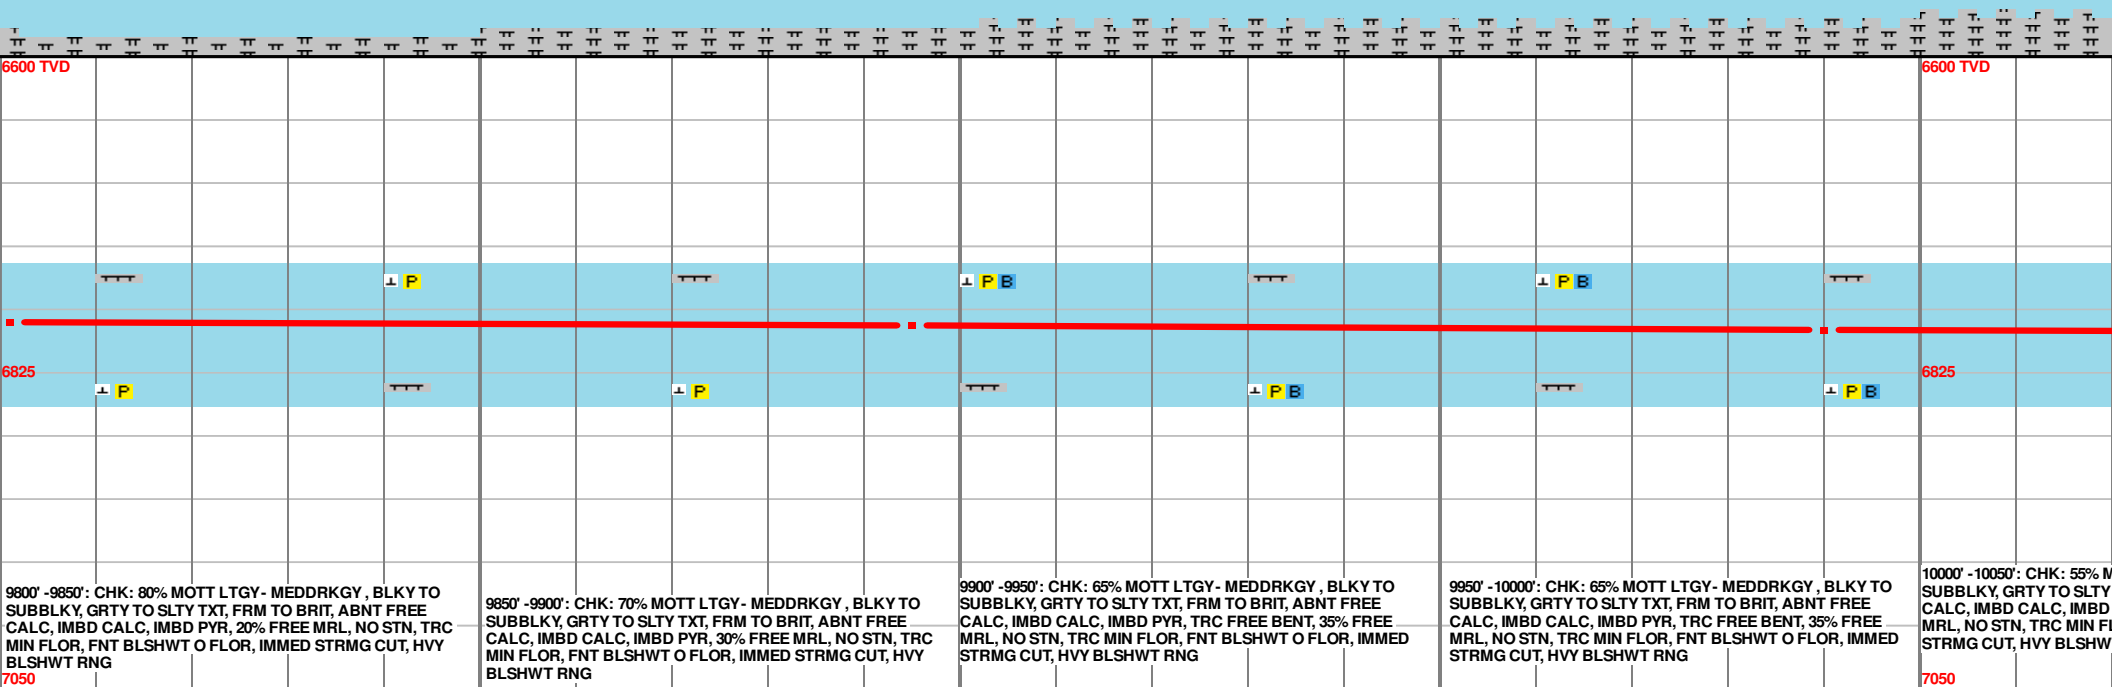 6600 TVD
6600 TVD
P
P B
P B
6825
6825
P
P
P B
P B
9800' -9850': CHK: 80% MOTT LTGY- MEDDRKGY , BLKY TO
SUBBLKY, GRTY TO SLTY TXT, FRM TO BRIT, ABNT FREE
CALC, IMBD CALC, IMBD PYR, 20% FREE MRL, NO STN, TRC
MIN FLOR, FNT BLSHWT O FLOR, IMMED STRMG CUT, HVY
BLSHWT RNG
9850' -9900': CHK: 70% MOTT LTGY- MEDDRKGY , BLKY TO
SUBBLKY, GRTY TO SLTY TXT, FRM TO BRIT, ABNT FREE
CALC, IMBD CALC, IMBD PYR, 30% FREE MRL, NO STN, TRC
MIN FLOR, FNT BLSHWT O FLOR, IMMED STRMG CUT, HVY
BLSHWT RNG
9900' -9950': CHK: 65% MOTT LTGY- MEDDRKGY , BLKY TO
SUBBLKY, GRTY TO SLTY TXT, FRM TO BRIT, ABNT FREE
CALC, IMBD CALC, IMBD PYR, TRC FREE BENT, 35% FREE
MRL, NO STN, TRC MIN FLOR, FNT BLSHWT O FLOR, IMMED
STRMG CUT, HVY BLSHWT RNG
9950' -10000': CHK: 65% MOTT LTGY- MEDDRKGY , BLKY TO
SUBBLKY, GRTY TO SLTY TXT, FRM TO BRIT, ABNT FREE
CALC, IMBD CALC, IMBD PYR, TRC FREE BENT, 35% FREE
MRL, NO STN, TRC MIN FLOR, FNT BLSHWT O FLOR, IMMED
STRMG CUT, HVY BLSHWT RNG
10000' -10050': CHK: 55% M
SUBBLKY, GRTY TO SLTY
CALC, IMBD CALC, IMBD
MRL, NO STN, TRC MIN FL
STRMG CUT, HVY BLSHW
7050
7050